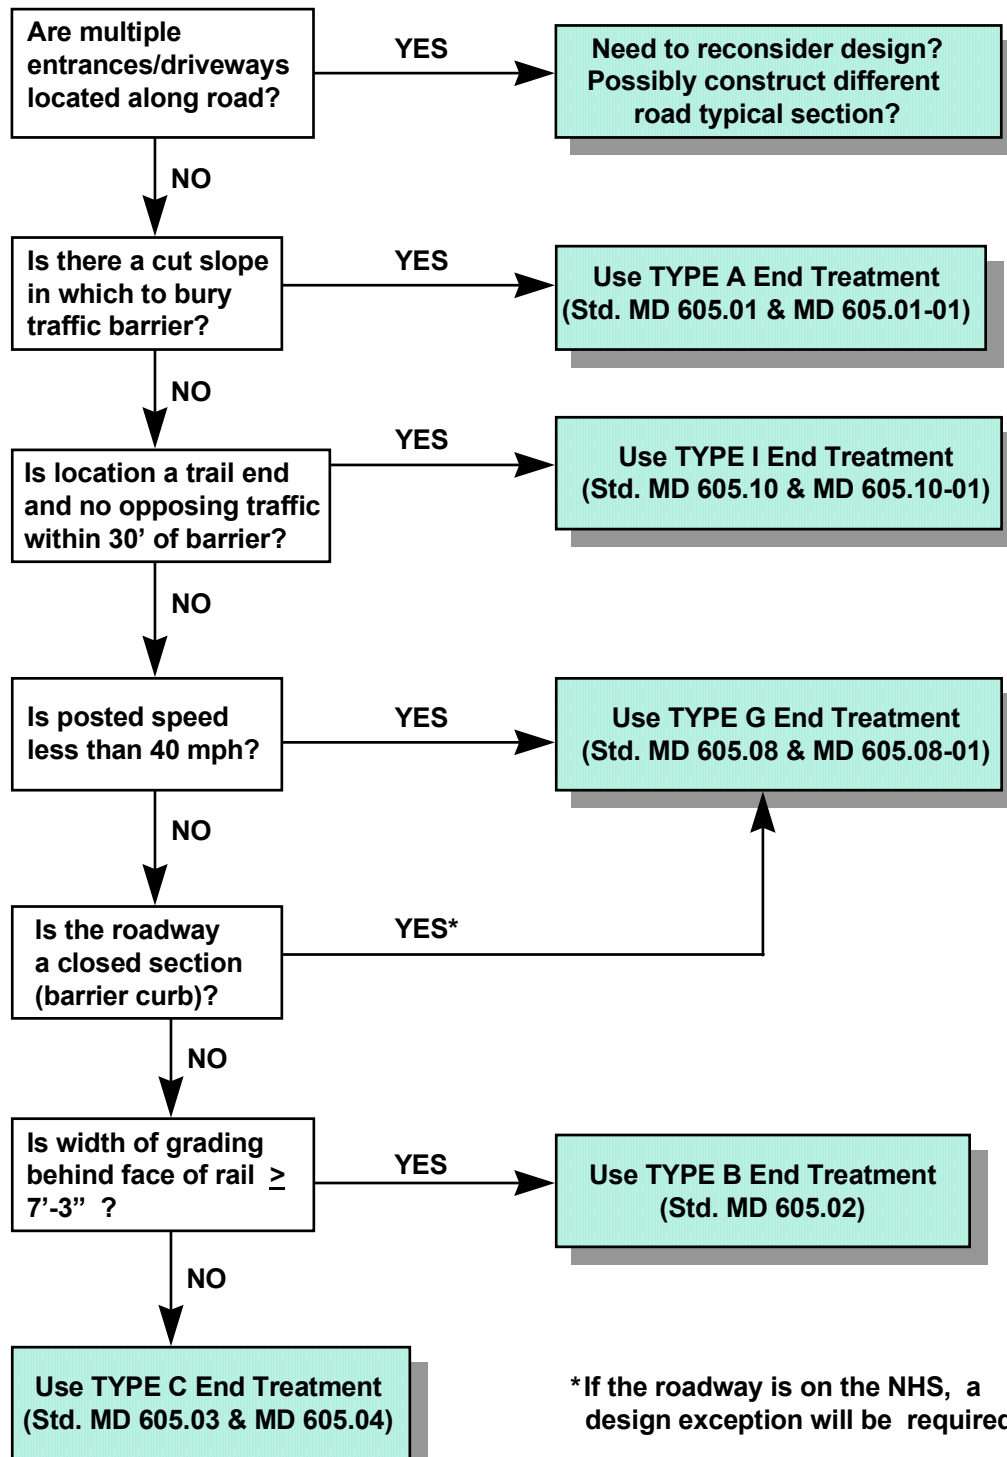 Are multiple
entrances/driveways
located along road?
YES
Need to reconsider design?
Possibly construct different
road typical section?
NO
Is there a cut slope
in which to bury
traffic barrier?
YES
Use TYPE A End Treatment
(Std. MD 605.01 & MD 605.01-01)
NO
Is location a trail end
and no opposing traffic
within 30’ of barrier?
YES
Use TYPE I End Treatment
(Std. MD 605.10 & MD 605.10-01)
NO
Is posted speed
less than 40 mph?
YES
Use TYPE G End Treatment
(Std. MD 605.08 & MD 605.08-01)
NO
Is the roadway
a closed section
(barrier curb)?
YES*
NO
Is width of grading
behind face of rail ≥
7’-3” ?
YES
Use TYPE B End Treatment
(Std. MD 605.02)
NO
Use TYPE C End Treatment
(Std. MD 605.03 & MD 605.04)
*If the roadway is on the NHS, a
design exception will be required